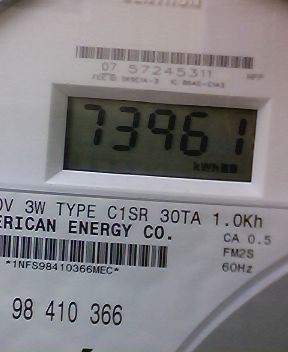 07 57245311
73961
kWh
0V 3W TYPE C1SR 30TA 1.0Kh
ERICAN ENERGY CO.
CA 0.5
FM2S
60Hz
*1NFS98410366MEC*
98 410 366